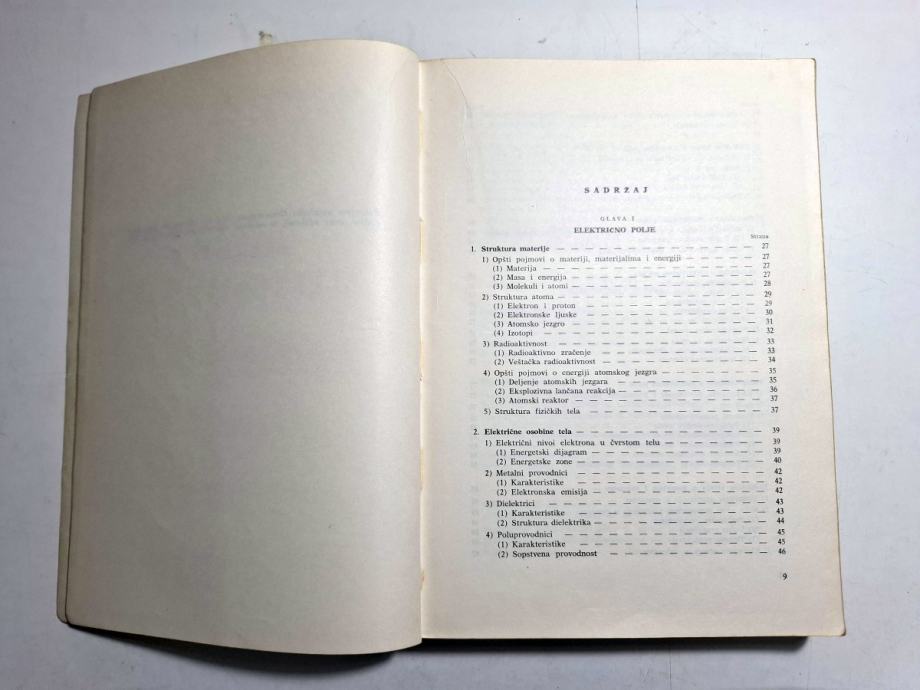 SADRŽAJ
GLAVA I
ELEKTRIČNO POLJE
Strana
1. Struktura materije — 27
1) Opšti pojmovi o materiji, materijalima i energiji — 27
(1) Materija — 27
(2) Masa i energija — 27
(3) Molekuli i atomi — 28
2) Struktura atoma — 29
(1) Elektron i proton — 29
(2) Elektronske ljuske — 30
(3) Atomsko jezgro — 31
(4) Izotopi — 32
3) Radioaktivnost — 33
(1) Radioaktivno zračenje — 33
(2) Veštačka radioaktivnost — 34
4) Opšti pojmovi o energiji atomskog jezgra — 35
(1) Deljenje atomskih jezgara — 35
(2) Eksplozivna lančana reakcija — 36
(3) Atomski reaktor — 37
5) Struktura fizičkih tela — 37
2. Električne osobine tela — 39
1) Električni nivoi elektrona u čvrstom telu — 39
(1) Energetski dijagram — 39
(2) Energetske zone — 40
2) Metalni provodnici — 42
(1) Karakteristike — 42
(2) Elektronska emisija — 42
3) Dielektrici — 43
(1) Karakteristike — 43
(2) Struktura dielektrika — 44
4) Poluprovodnici — 45
(1) Karakteristike — 45
(2) Sopstvena provodnost — 46
9